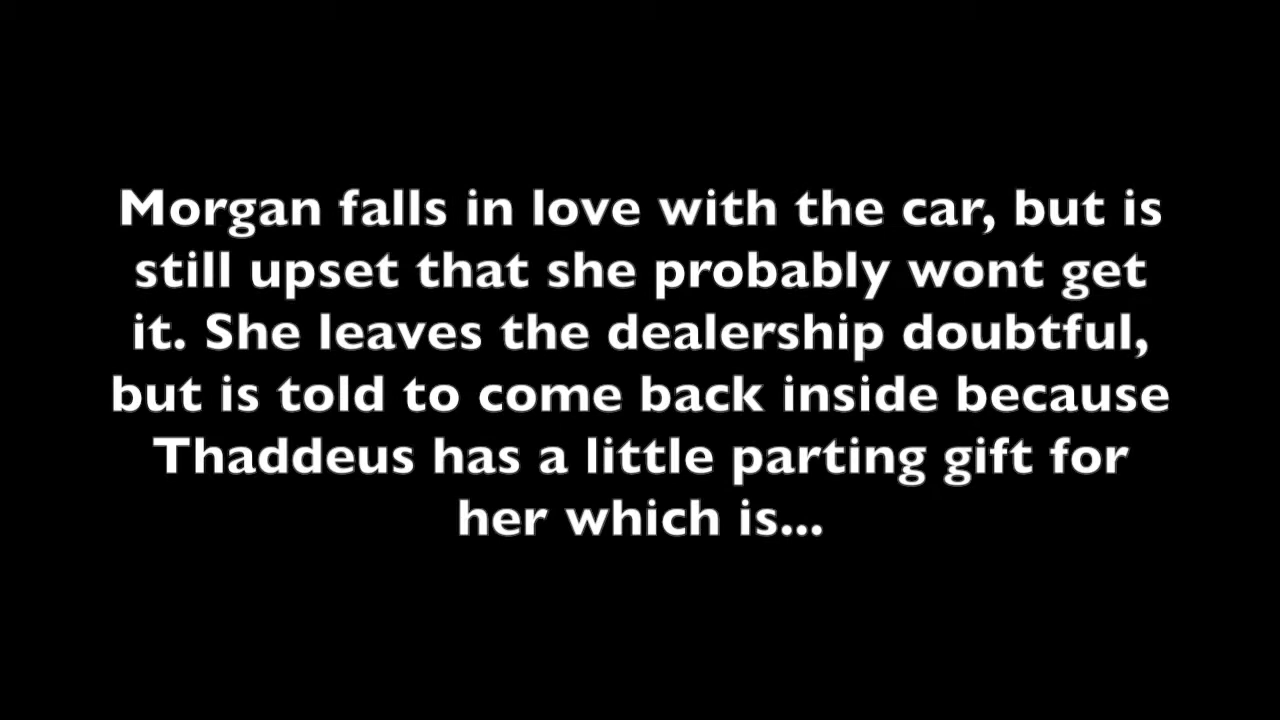 Morgan falls in love with the car, but is
still upset that she probably wont get
it. She leaves the dealership doubtful,
but is told to come back inside because
Thaddeus has a little parting gift for
her which is...